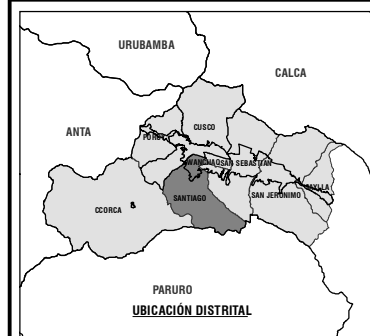 URUBAMBA
CALCA
ANTA
CUSCO
POROY
WANCHAQ
SAN SEBASTIAN
SAYLLA
SANTIAGO
SAN JERONIMO
CCORCA
PARURO
UBICACIÓN DISTRITAL